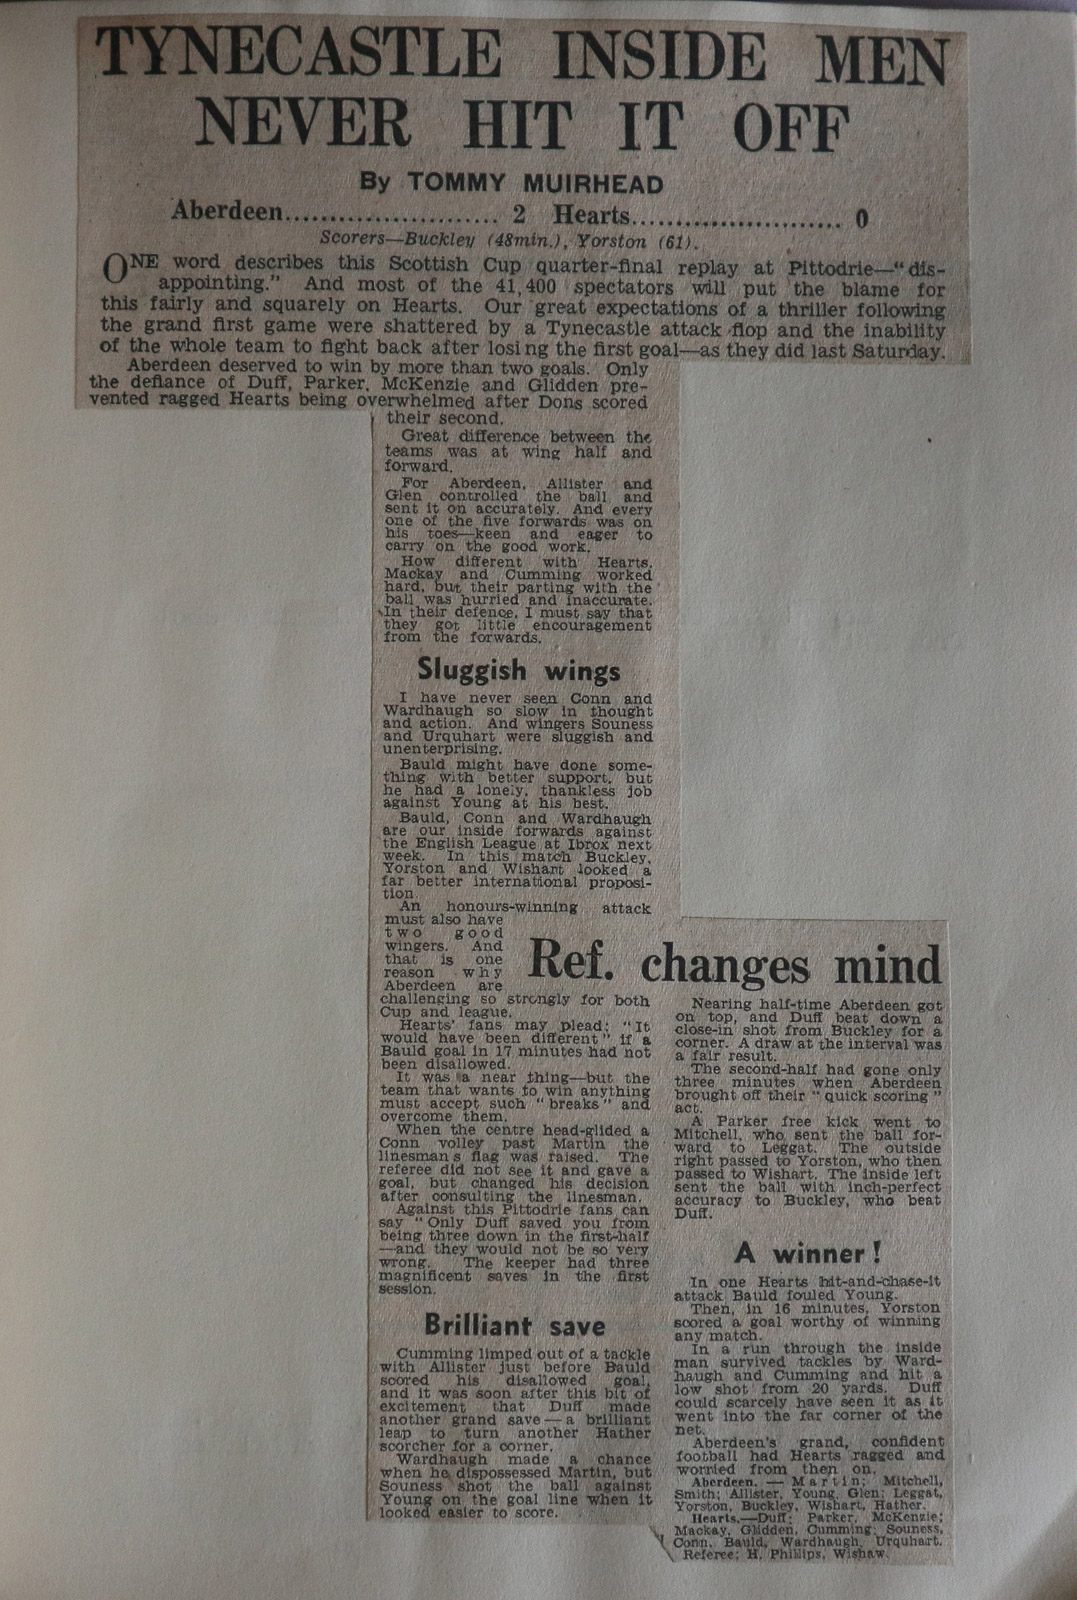 TYNECASTLE INSIDE MEN
NEVER HIT IT OFF
By TOMMY MUIRHEAD
Aberdeen........................ 2 Hearts........................ 0
Scorers—Buckley (48min.), Yorston (61).
ONE word describes this Scottish Cup quarter-final replay at Pittodrie—"dis-
appointing." And most of the 41,400 spectators will put the blame for
this fairly and squarely on Hearts. Our great expectations of a thriller following
the grand first game were shattered by a Tynecastle attack flop and the inability
of the whole team to fight back after losing the first goal—as they did last Saturday.
Aberdeen deserved to win by more than two goals. Only
the defiance of Duff, Parker, McKenzie and Glidden pre-
vented ragged Hearts being overwhelmed after Dons scored
their second.
Great difference between the
teams was at wing half and
forward.
For Aberdeen, Allister and
Glen controlled the ball and
sent it on accurately. And every
one of the five forwards was on
his toes—keen and eager to
carry on the good work.
How different with Hearts.
Mackay and Cumming worked
hard, but their parting with the
ball was hurried and inaccurate.
In their defence, I must say that
they got little encouragement
from the forwards.
Sluggish wings
I have never seen Conn and
Wardhaugh so slow in thought
and action. And wingers Souness
and Urquhart were sluggish and
unenterprising.
Bauld might have done some-
thing with better support, but
he had a lonely, thankless job
against Young at his best.
Bauld, Conn and Wardhaugh
are our inside forwards against
the English League at Ibrox next
week. In this match Buckley,
Yorston and Wishart looked a
far better international proposi-
tion.
An honours-winning attack
must also have
two good
wingers. And
that is one
reason why
Aberdeen are
challenging so strongly for both
Cup and league.
Hearts' fans may plead: "It
would have been different" if a
Bauld goal in 17 minutes had not
been disallowed.
It was a near thing—but the
team that wants to win anything
must accept such "breaks" and
overcome them.
When the centre head-glided a
Conn volley past Martin the
linesman's flag was raised. The
referee did not see it and gave a
goal, but changed his decision
after consulting the linesman.
Against this Pittodrie fans can
say "Only Duff saved you from
being three down in the first-half
—and they would not be so very
wrong. The keeper had three
magnificent saves in the first
session.
Brilliant save
Cumming limped out of a tackle
with Allister just before Bauld
scored his disallowed goal,
and it was soon after this bit of
excitement that Duff made
another grand save—a brilliant
leap to turn another Hather
scorcher for a corner.
Wardhaugh made a chance
when he dispossessed Martin, but
Souness shot the ball against
Young on the goal line when it
looked easier to score.
Ref. changes mind
Nearing half-time Aberdeen got
on top, and Duff beat down a
close-in shot from Buckley for a
corner. A draw at the interval was
a fair result.
The second-half had gone only
three minutes when Aberdeen
brought off their "quick scoring"
act.
A Parker free kick went to
Mitchell, who sent the ball for-
ward to Leggat. The outside
right passed to Yorston, who then
passed to Wishart. The inside left
sent the ball with inch-perfect
accuracy to Buckley, who beat
Duff.
A winner!
In one Hearts hit-and-chase-it
attack Bauld fouled Young.
Then, in 16 minutes, Yorston
scored a goal worthy of winning
any match.
In a run through the inside
man survived tackles by Ward-
haugh and Cumming and hit a
low shot from 20 yards. Duff
could scarcely have seen it as it
went into the far corner of the
net.
Aberdeen's grand, confident
football had Hearts ragged and
worried from then on.
Aberdeen. — Martin; Mitchell,
Smith; Allister, Young, Glen; Leggat,
Yorston, Buckley, Wishart, Hather.
Hearts.—Duff; Parker, McKenzie;
Mackay, Glidden, Cumming; Souness,
Conn, Bauld, Wardhaugh, Urquhart.
Referee: H. Phillips, Wishaw.